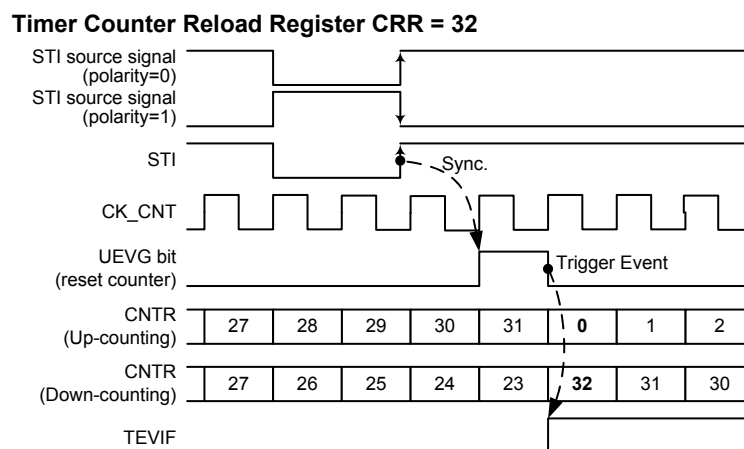 Timer Counter Reload Register CRR = 32
STI source signal
(polarity=0)
STI source signal
(polarity=1)
STI
Sync.
CK_CNT
UEVG bit
(reset counter)
Trigger Event
CNTR
(Up-counting)
27 28 29 30 31 0 1 2
CNTR
(Down-counting)
27 26 25 24 23 32 31 30
TEVIF